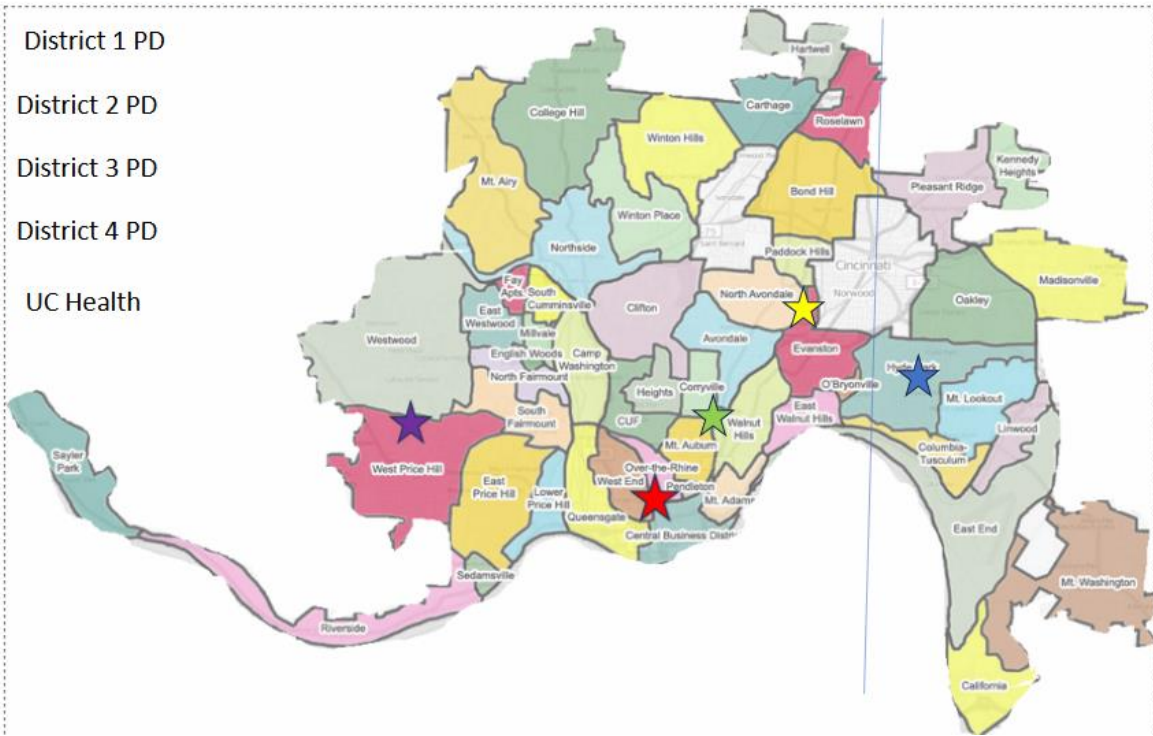 District 1 PD
District 2 PD
District 3 PD
District 4 PD
UC Health
Hartwell
Carthage
Roselawn
College Hill
Winton Hills
Kennedy
Heights
Mt. Airy
Bond Hill
Pleasant Ridge
Winton Place
Northside
Paddock Hills
Cincinnati
Madisonville
Norwood
Fay
Apts.
South
Cumminsville
North Avondale
Clifton
Oakley
East
Westwood
Westwood
Millvale
Avondale
English Woods
Camp
Washington
Evanston
Hyde Park
North Fairmount
Heights
Corryville
O'Bryonville
Mt. Lookout
South
Fairmount
CUF
East
Walnut Hills
Walnut
Hills
Linwood
Mt. Auburn
Columbia-
Tusculum
Sayler
Park
West Price Hill
Over-the-Rhine
West End
Pendleton
East
Price Hill
Lower
Price Hill
Mt. Adams
Queensgate
Central Business Distri
East End
Sedamsville
Mt. Washington
Riverside
California